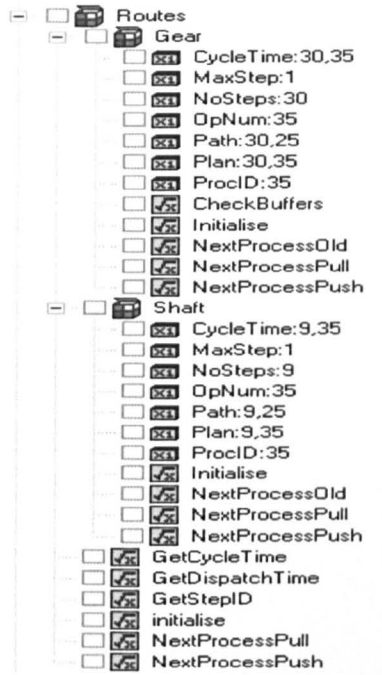 Routes
Gear
CycleTime:30,35
MaxStep:1
NoSteps:30
OpNum:35
Path:30,25
Plan:30,35
ProcID:35
CheckBuffers
Initialise
NextProcessOld
NextProcessPull
NextProcessPush
Shaft
CycleTime:9,35
MaxStep:1
NoSteps:9
OpNum:35
Path:9,25
Plan:9,35
ProcID:35
Initialise
NextProcessOld
NextProcessPull
NextProcessPush
GetCycleTime
GetDispatchTime
GetStepID
initialise
NextProcessPull
NextProcessPush